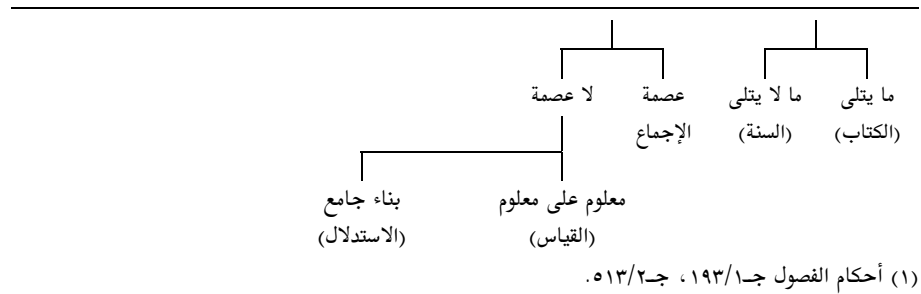 ما يتلى ما لا يتلى عصمة لا عصمة
(الكتاب) (السنة) الإجماع
معلوم على معلوم بناء جامع
(القياس) (الاستدلال)
(١) أحكام الفصول جـ١/١٩٣، جـ٢/٥١٣.